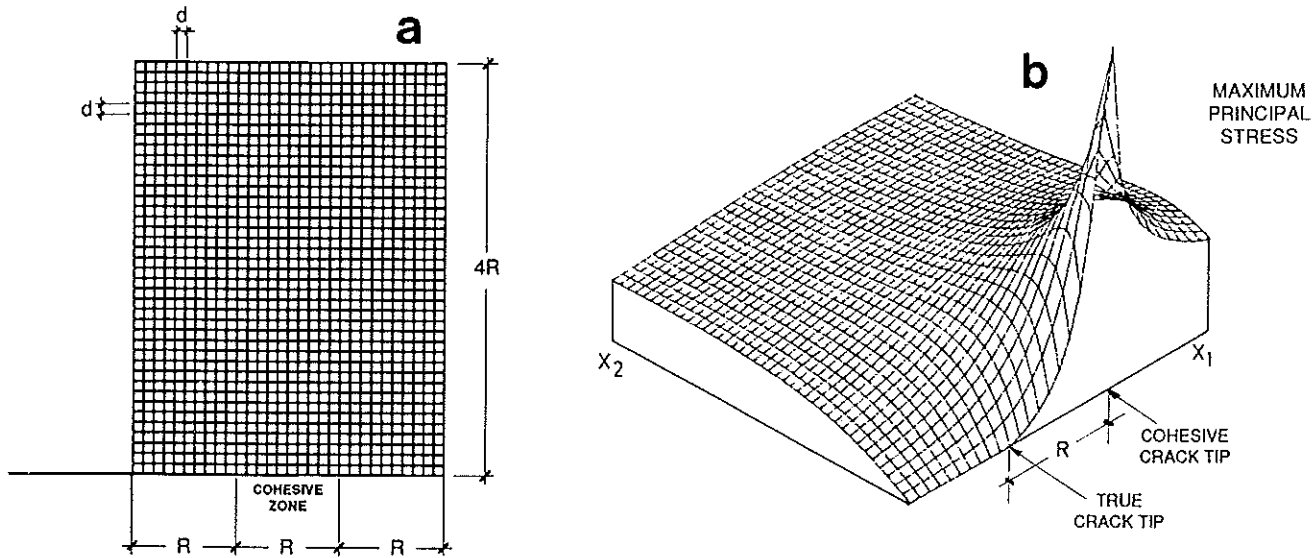 a
d
d
4R
COHESIVE
ZONE
R
R
R
b
MAXIMUM
PRINCIPAL
STRESS
X2
X1
R
COHESIVE
CRACK TIP
TRUE
CRACK TIP